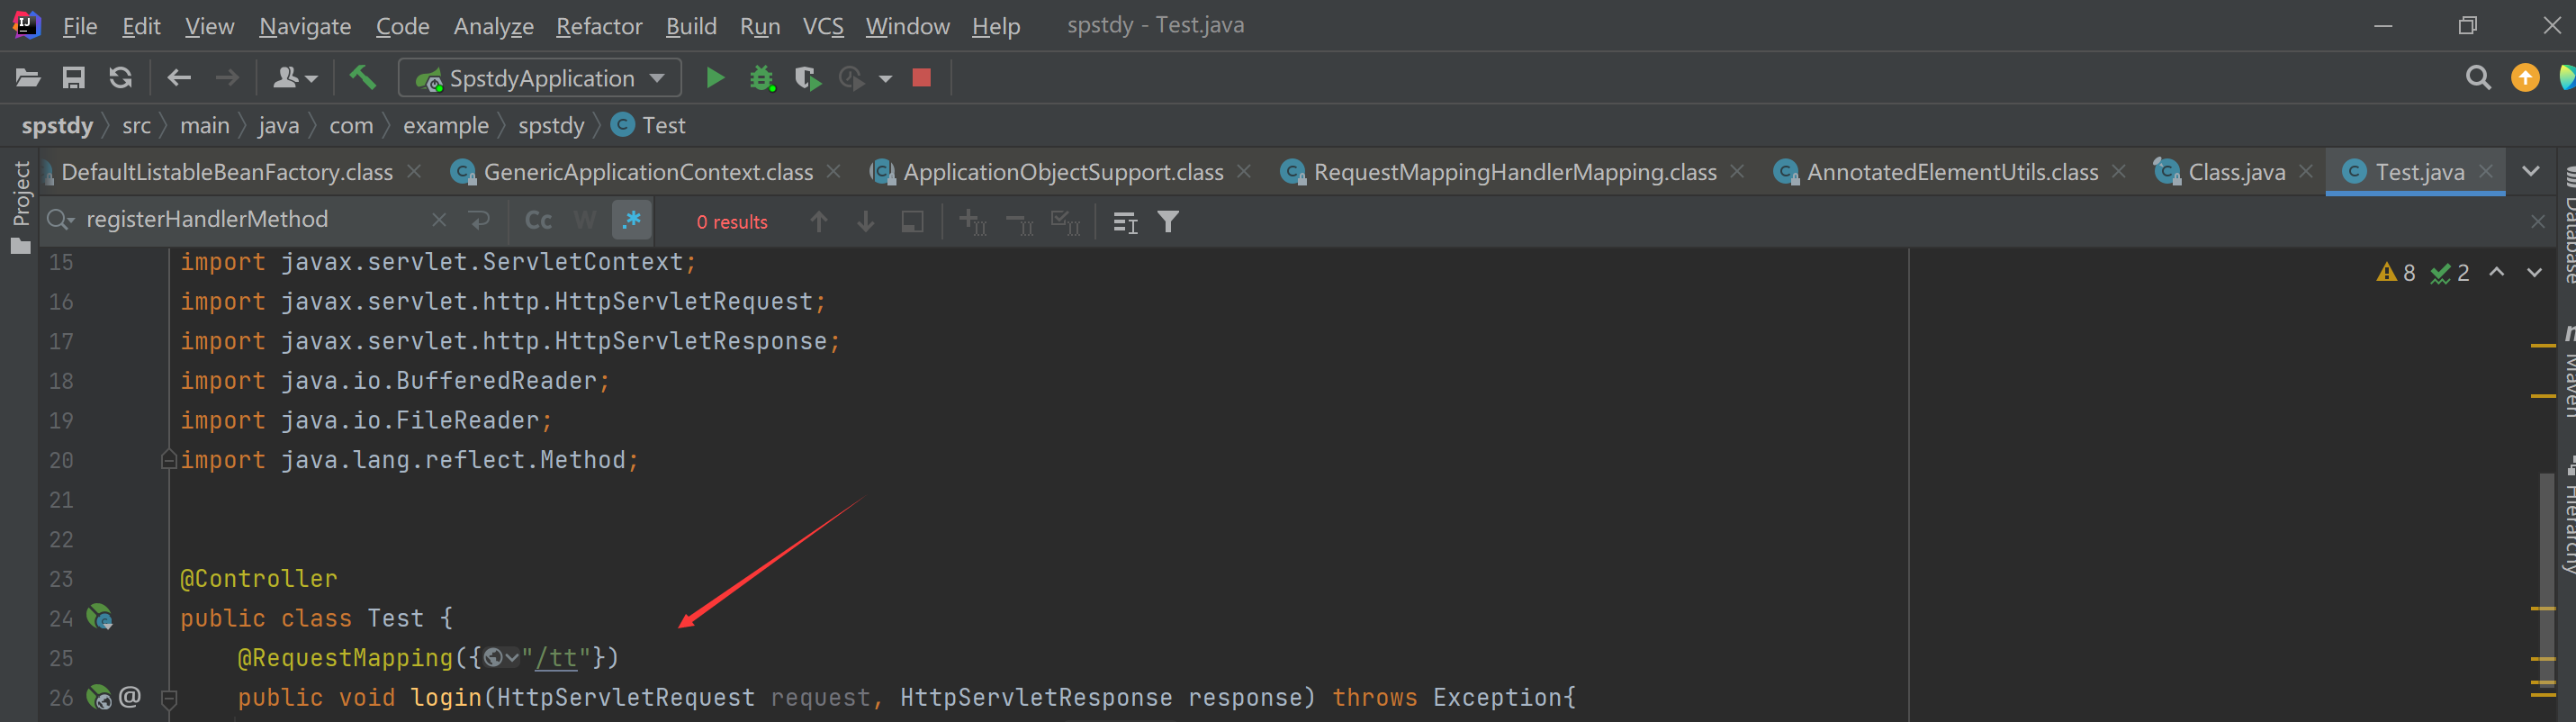 File Edit View Navigate Code Analyze Refactor Build Run VCS Window Help spstdy - Test.java
SpstdyApplication
spstdy src main java com example spstdy Test
DefaultListableBeanFactory.class GenericApplicationContext.class ApplicationObjectSupport.class RequestMappingHandlerMapping.class AnnotatedElementUtils.class Class.java Test.java
registerHandlerMethod Cc W .* 0 results
8 2
15 import javax.servlet.ServletContext;
16 import javax.servlet.http.HttpServletRequest;
17 import javax.servlet.http.HttpServletResponse;
18 import java.io.BufferedReader;
19 import java.io.FileReader;
20 import java.lang.reflect.Method;
21
22
23 @Controller
24 public class Test {
25 @RequestMapping({"/tt"})
26 @ public void login(HttpServletRequest request, HttpServletResponse response) throws Exception{
Project
Database
Maven
Hierarchy